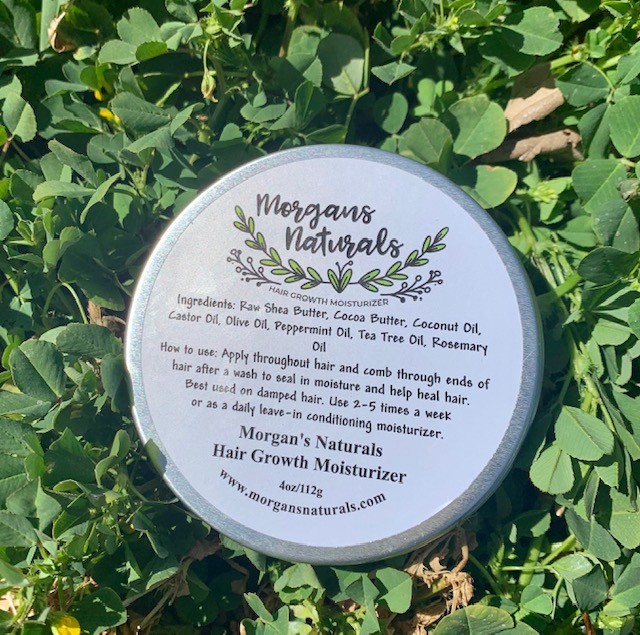 Morgans
Naturals
HAIR GROWTH MOISTURIZER
Ingredients: Raw Shea Butter, Cocoa Butter, Coconut Oil,
Castor Oil, Olive Oil, Peppermint Oil, Tea Tree Oil, Rosemary
Oil
How to use: Apply throughout hair and comb through ends of
hair after a wash to seal in moisture and help heal hair.
Best used on damped hair. Use 2-5 times a week
or as a daily leave-in conditioning moisturizer.
Morgan's Naturals
Hair Growth Moisturizer
4oz/112g
www.morgansnaturals.com